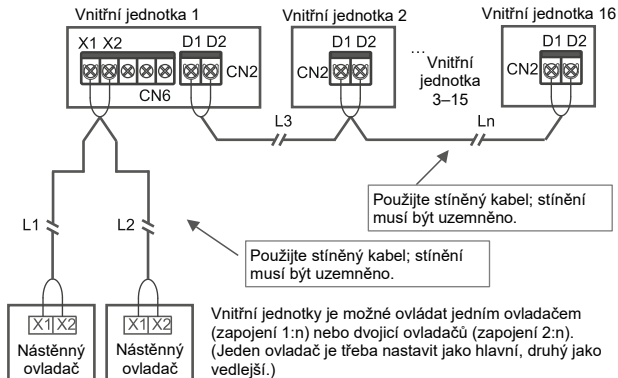 Vnitřní jednotka 1
Vnitřní jednotka 2
Vnitřní jednotka 16
X1 X2
D1 D2
CN2
CN6
D1 D2
CN2
...
Vnitřní
jednotka
3–15
D1 D2
CN2
L3
Ln
L1
L2
Použijte stíněný kabel; stínění
musí být uzemněno.
Použijte stíněný kabel; stínění
musí být uzemněno.
X1 X2
Nástěnný
ovladač
X1 X2
Nástěnný
ovladač
Vnitřní jednotky je možné ovládat jedním ovladačem
(zapojení 1:n) nebo dvojicí ovladačů (zapojení 2:n).
(Jeden ovladač je třeba nastavit jako hlavní, druhý jako
vedlejší.)